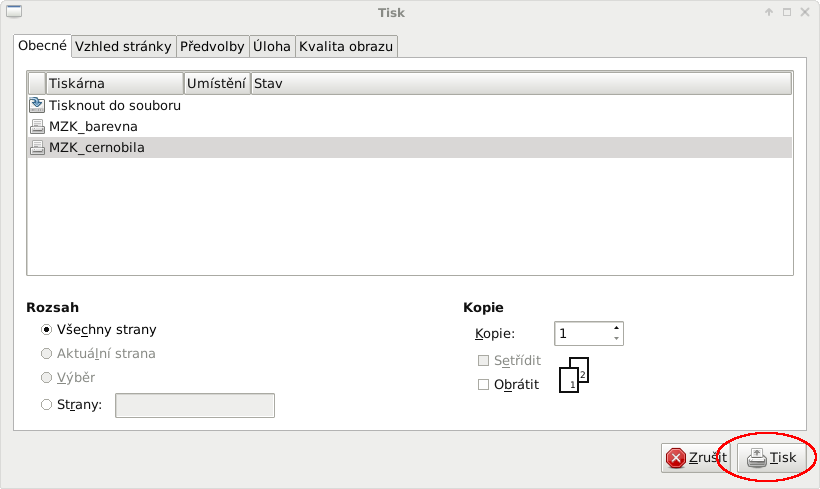 Tisk
Obecné Vzhled stránky Předvolby Úloha Kvalita obrazu
Tiskárna Umístění Stav
Tisknout do souboru
MZK_barevna
MZK_cernobila
Rozsah
Všechny strany
Aktuální strana
Výběr
Strany:
Kopie
Kopie: 1
Setřídit
Obrátit
1 2
Zrušit Tisk